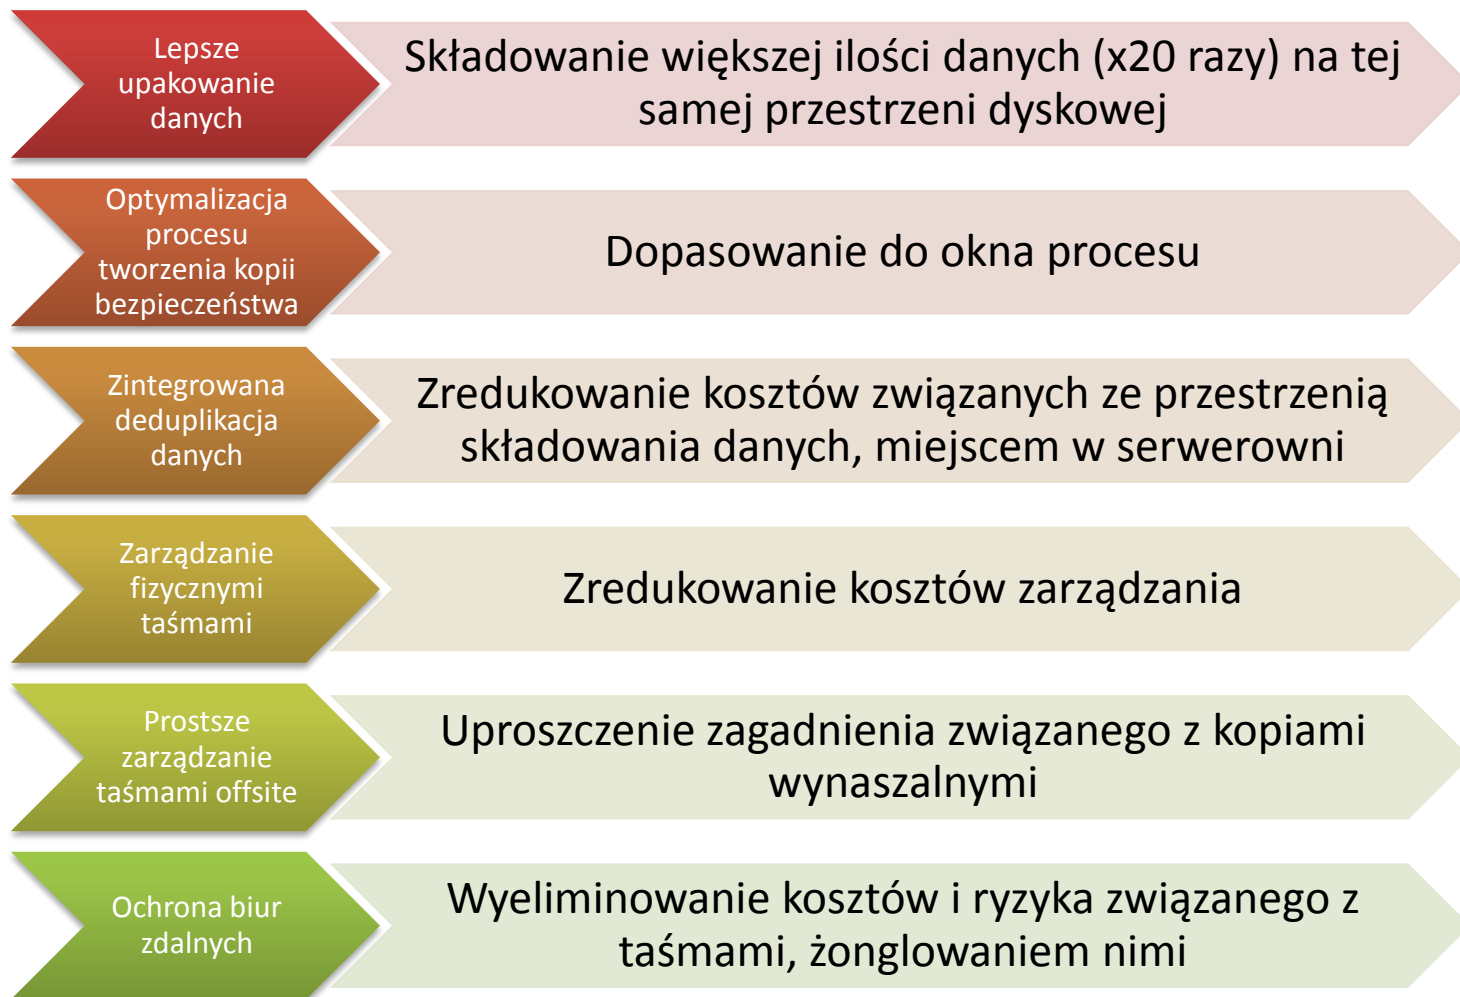 Lepsze
upakowanie
danych
Składowanie większej ilości danych (x20 razy) na tej
samej przestrzeni dyskowej
Optymalizacja
procesu
tworzenia kopii
bezpieczeństwa
Dopasowanie do okna procesu
Zintegrowana
deduplikacja
danych
Zredukowanie kosztów związanych ze przestrzenią
składowania danych, miejscem w serwerowni
Zarządzanie
fizycznymi
taśmami
Zredukowanie kosztów zarządzania
Prostsze
zarządzanie
taśmami offsite
Uproszczenie zagadnienia związanego z kopiami
wynaszalnymi
Ochrona biur
zdalnych
Wyeliminowanie kosztów i ryzyka związanego z
taśmami, żonglowaniem nimi